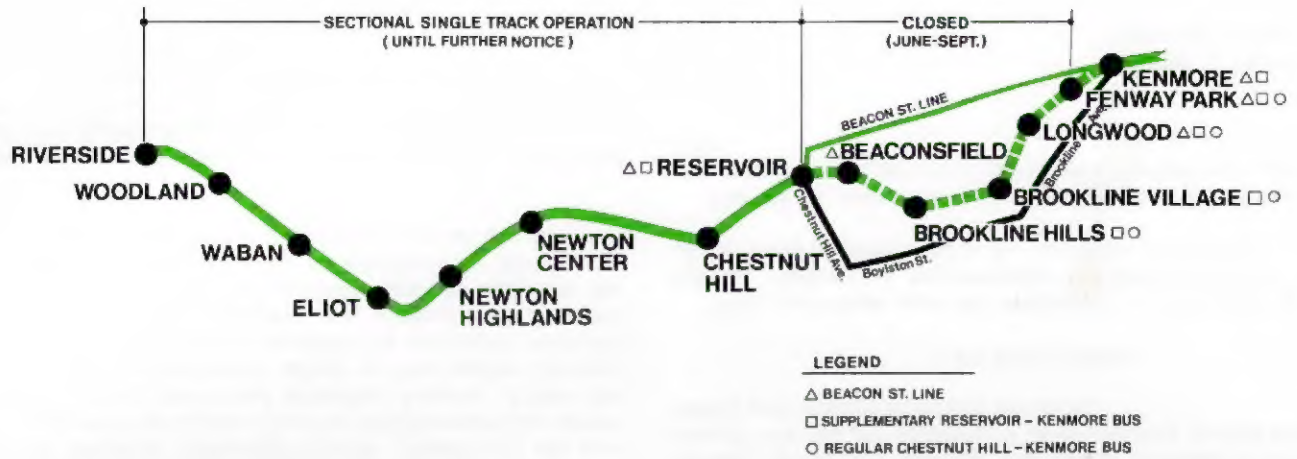 SECTIONAL SINGLE TRACK OPERATION
( UNTIL FURTHER NOTICE )
CLOSED
(JUNE-SEPT.)
KENMORE △ □
FENWAY PARK △ □ ○
BEACON ST. LINE
LONGWOOD △ □ ○
RIVERSIDE
△ □ RESERVOIR
△ BEACONSFIELD
Brookline Ave.
WOODLAND
BROOKLINE VILLAGE □ ○
Chestnut Hill Ave.
BROOKLINE HILLS □ ○
WABAN
NEWTON
CENTER
CHESTNUT
HILL
Boylston St.
ELIOT
NEWTON
HIGHLANDS
LEGEND
△ BEACON ST. LINE
□ SUPPLEMENTARY RESERVOIR – KENMORE BUS
○ REGULAR CHESTNUT HILL – KENMORE BUS